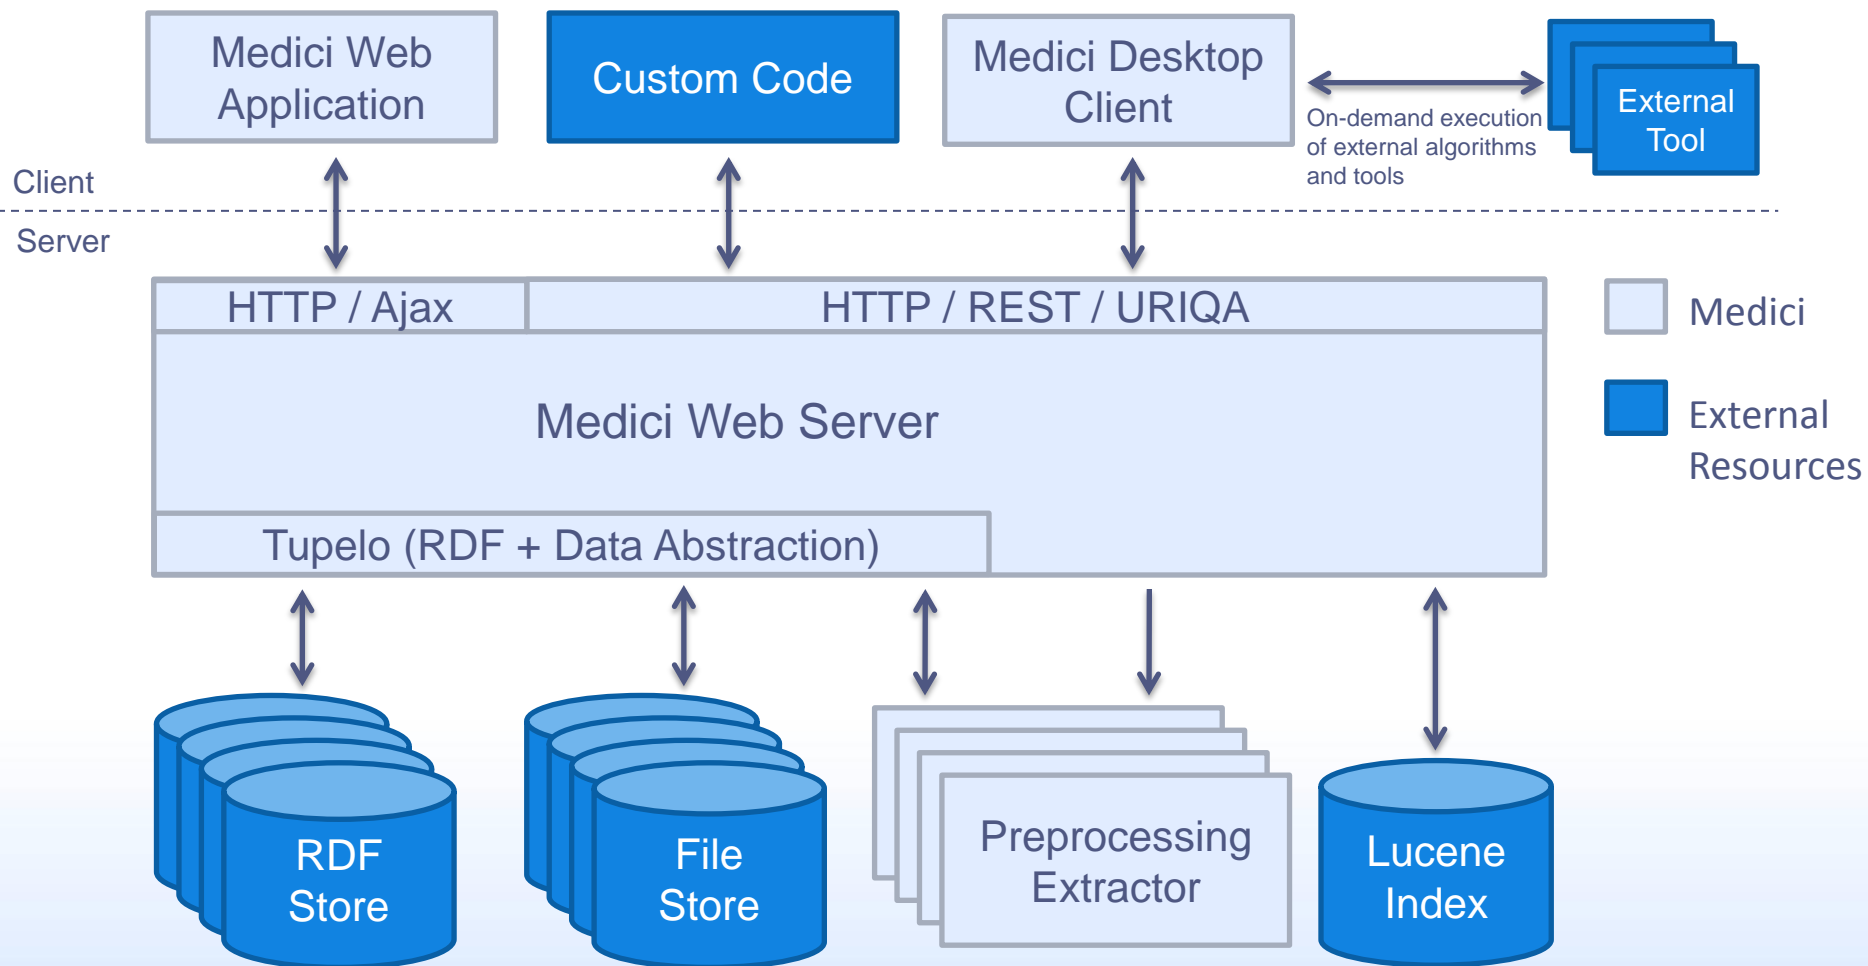 Medici Web
Application
Custom Code
Medici Desktop
Client
On-demand execution
of external algorithms
and tools
External
Tool
Client
Server
HTTP / Ajax
HTTP / REST / URIQA
Medici Web Server
Tupelo (RDF + Data Abstraction)
Medici
External
Resources
RDF
Store
File
Store
Preprocessing
Extractor
Lucene
Index